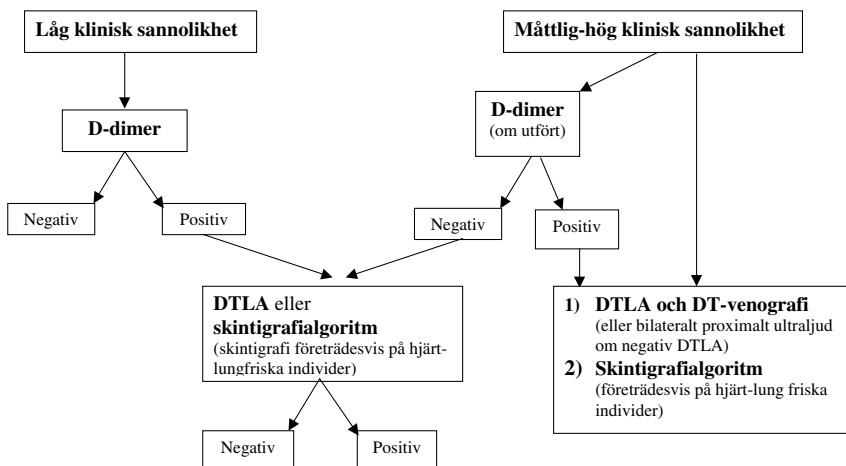 Låg klinisk sannolikhet
Måttlig-hög klinisk sannolikhet
D-dimer
D-dimer
(om utfört)
Negativ
Positiv
Negativ
Positiv
DTLA eller
skintigrafialgoritm
(skintigrafi företrädesvis på hjärt-
lungfriska individer)
1) DTLA och DT-venografi
(eller bilateralt proximalt ultraljud
om negativ DTLA)
2) Skintigrafialgoritm
(företrädesvis på hjärt-lung friska
individer)
Negativ
Positiv